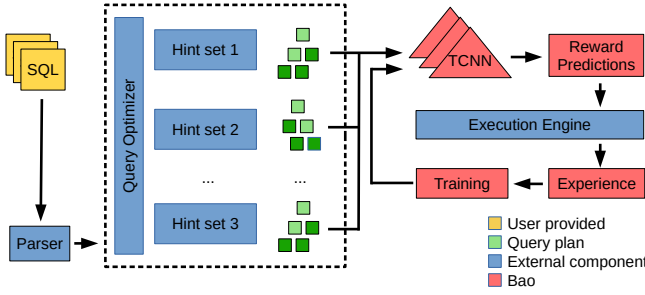 SQL
Parser
Query Optimizer
Hint set 1
Hint set 2
...
...
Hint set 3
TCNN
Reward
Predictions
Execution Engine
Training
Experience
User provided
Query plan
External component
Bao